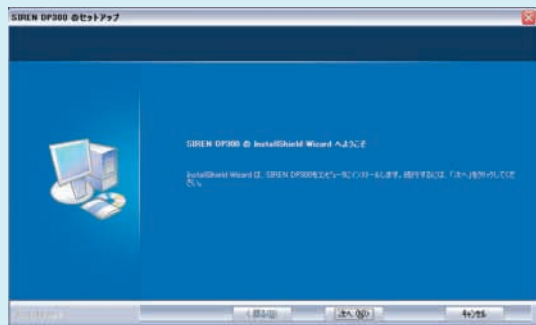 SIREN DP300 のセットアップ
SIREN DP300 の InstallShield Wizard へようこそ
InstallShield Wizard は、SIREN DP300をコンピュータにインストールします。続行するには、「次へ」をクリックしてくだ
さい。
< 戻る(B)
次へ (N)>
キャンセル